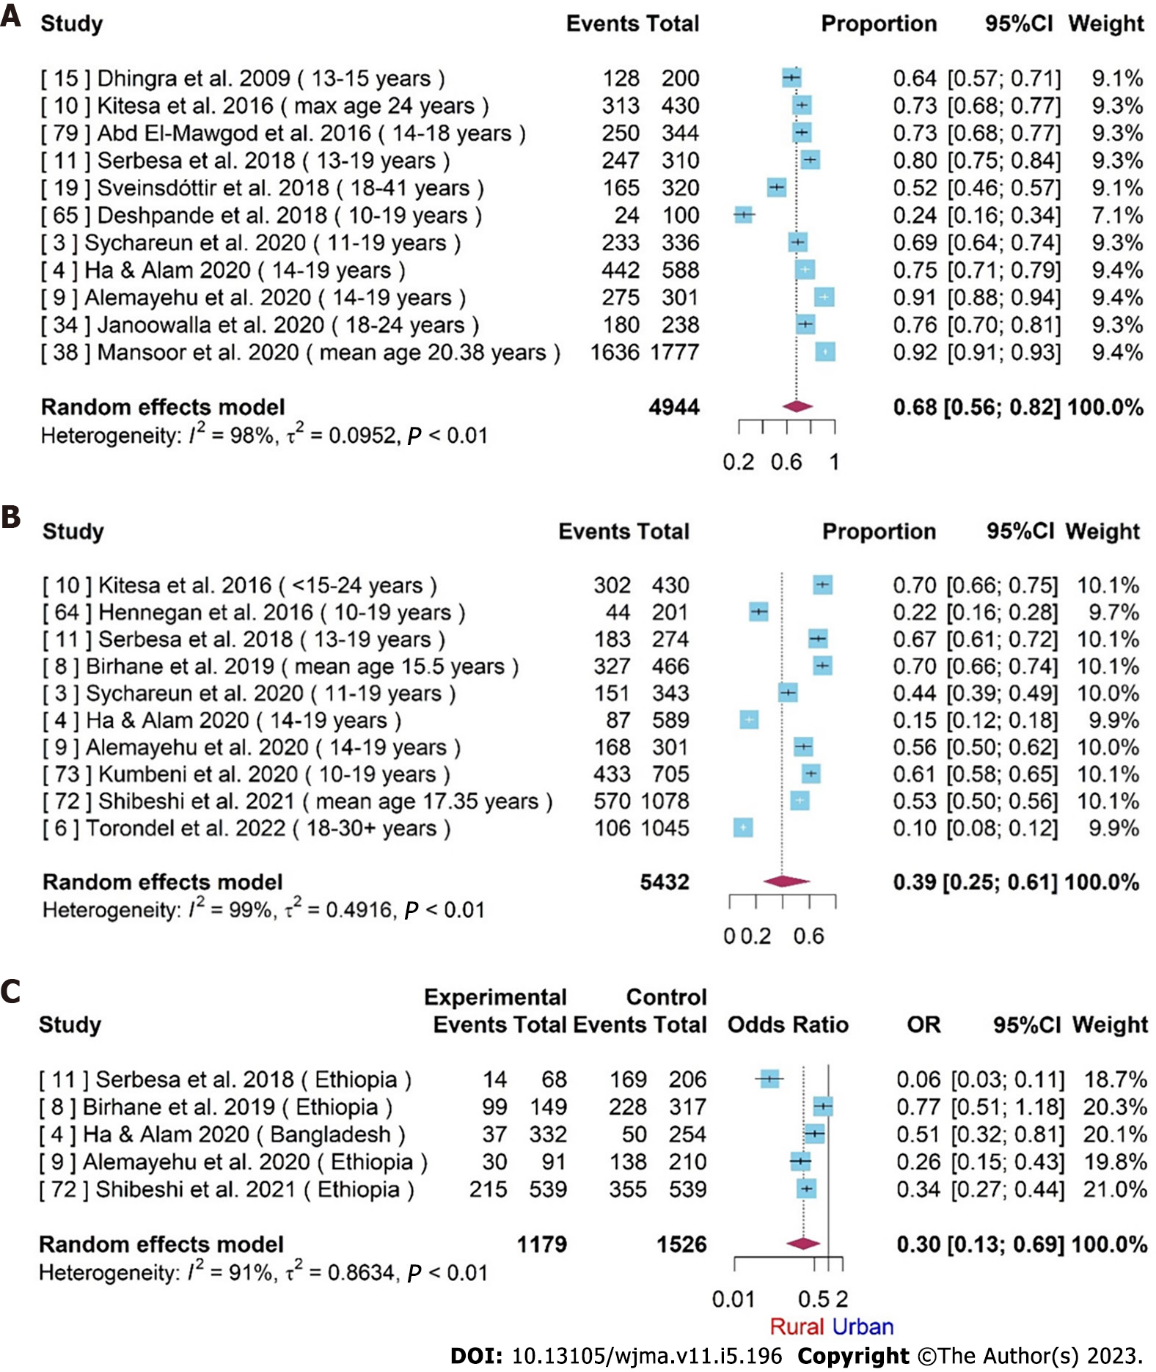 A Study Events Total Proportion 95%CI Weight
[ 15 ] Dhingra et al. 2009 ( 13-15 years ) 128 200 0.64 [0.57; 0.71] 9.1%
[ 10 ] Kitesa et al. 2016 ( max age 24 years ) 313 430 0.73 [0.68; 0.77] 9.3%
[ 79 ] Abd El-Mawgod et al. 2016 ( 14-18 years ) 250 344 0.73 [0.68; 0.77] 9.3%
[ 11 ] Serbesa et al. 2018 ( 13-19 years ) 247 310 0.80 [0.75; 0.84] 9.3%
[ 19 ] Sveinsdóttir et al. 2018 ( 18-41 years ) 165 320 0.52 [0.46; 0.57] 9.1%
[ 65 ] Deshpande et al. 2018 ( 10-19 years ) 24 100 0.24 [0.16; 0.34] 7.1%
[ 3 ] Sychareun et al. 2020 ( 11-19 years ) 233 336 0.69 [0.64; 0.74] 9.3%
[ 4 ] Ha & Alam 2020 ( 14-19 years ) 442 588 0.75 [0.71; 0.79] 9.4%
[ 9 ] Alemayehu et al. 2020 ( 14-19 years ) 275 301 0.91 [0.88; 0.94] 9.4%
[ 34 ] Janoowalla et al. 2020 ( 18-24 years ) 180 238 0.76 [0.70; 0.81] 9.3%
[ 38 ] Mansoor et al. 2020 ( mean age 20.38 years ) 1636 1777 0.92 [0.91; 0.93] 9.4%
Random effects model 4944 0.68 [0.56; 0.82] 100.0%
Heterogeneity: I² = 98%, τ² = 0.0952, P < 0.01
0.2 0.6 1
B Study Events Total Proportion 95%CI Weight
[ 10 ] Kitesa et al. 2016 ( <15-24 years ) 302 430 0.70 [0.66; 0.75] 10.1%
[ 64 ] Hennegan et al. 2016 ( 10-19 years ) 44 201 0.22 [0.16; 0.28] 9.7%
[ 11 ] Serbesa et al. 2018 ( 13-19 years ) 183 274 0.67 [0.61; 0.72] 10.1%
[ 8 ] Birhane et al. 2019 ( mean age 15.5 years ) 327 466 0.70 [0.66; 0.74] 10.1%
[ 3 ] Sychareun et al. 2020 ( 11-19 years ) 151 343 0.44 [0.39; 0.49] 10.0%
[ 4 ] Ha & Alam 2020 ( 14-19 years ) 87 589 0.15 [0.12; 0.18] 9.9%
[ 9 ] Alemayehu et al. 2020 ( 14-19 years ) 168 301 0.56 [0.50; 0.62] 10.0%
[ 73 ] Kumbeni et al. 2020 ( 10-19 years ) 433 705 0.61 [0.58; 0.65] 10.1%
[ 72 ] Shibeshi et al. 2021 ( mean age 17.35 years ) 570 1078 0.53 [0.50; 0.56] 10.1%
[ 6 ] Torondel et al. 2022 ( 18-30+ years ) 106 1045 0.10 [0.08; 0.12] 9.9%
Random effects model 5432 0.39 [0.25; 0.61] 100.0%
Heterogeneity: I² = 99%, τ² = 0.4916, P < 0.01
0 0.2 0.6
C Experimental Control
Study Events Total Events Total Odds Ratio OR 95%CI Weight
[ 11 ] Serbesa et al. 2018 ( Ethiopia ) 14 68 169 206 0.06 [0.03; 0.11] 18.7%
[ 8 ] Birhane et al. 2019 ( Ethiopia ) 99 149 228 317 0.77 [0.51; 1.18] 20.3%
[ 4 ] Ha & Alam 2020 ( Bangladesh ) 37 332 50 254 0.51 [0.32; 0.81] 20.1%
[ 9 ] Alemayehu et al. 2020 ( Ethiopia ) 30 91 138 210 0.26 [0.15; 0.43] 19.8%
[ 72 ] Shibeshi et al. 2021 ( Ethiopia ) 215 539 355 539 0.34 [0.27; 0.44] 21.0%
Random effects model 1179 1526 0.30 [0.13; 0.69] 100.0%
Heterogeneity: I² = 91%, τ² = 0.8634, P < 0.01
0.01 0.5 2
Rural Urban
DOI: 10.13105/wjma.v11.i5.196 Copyright ©The Author(s) 2023.